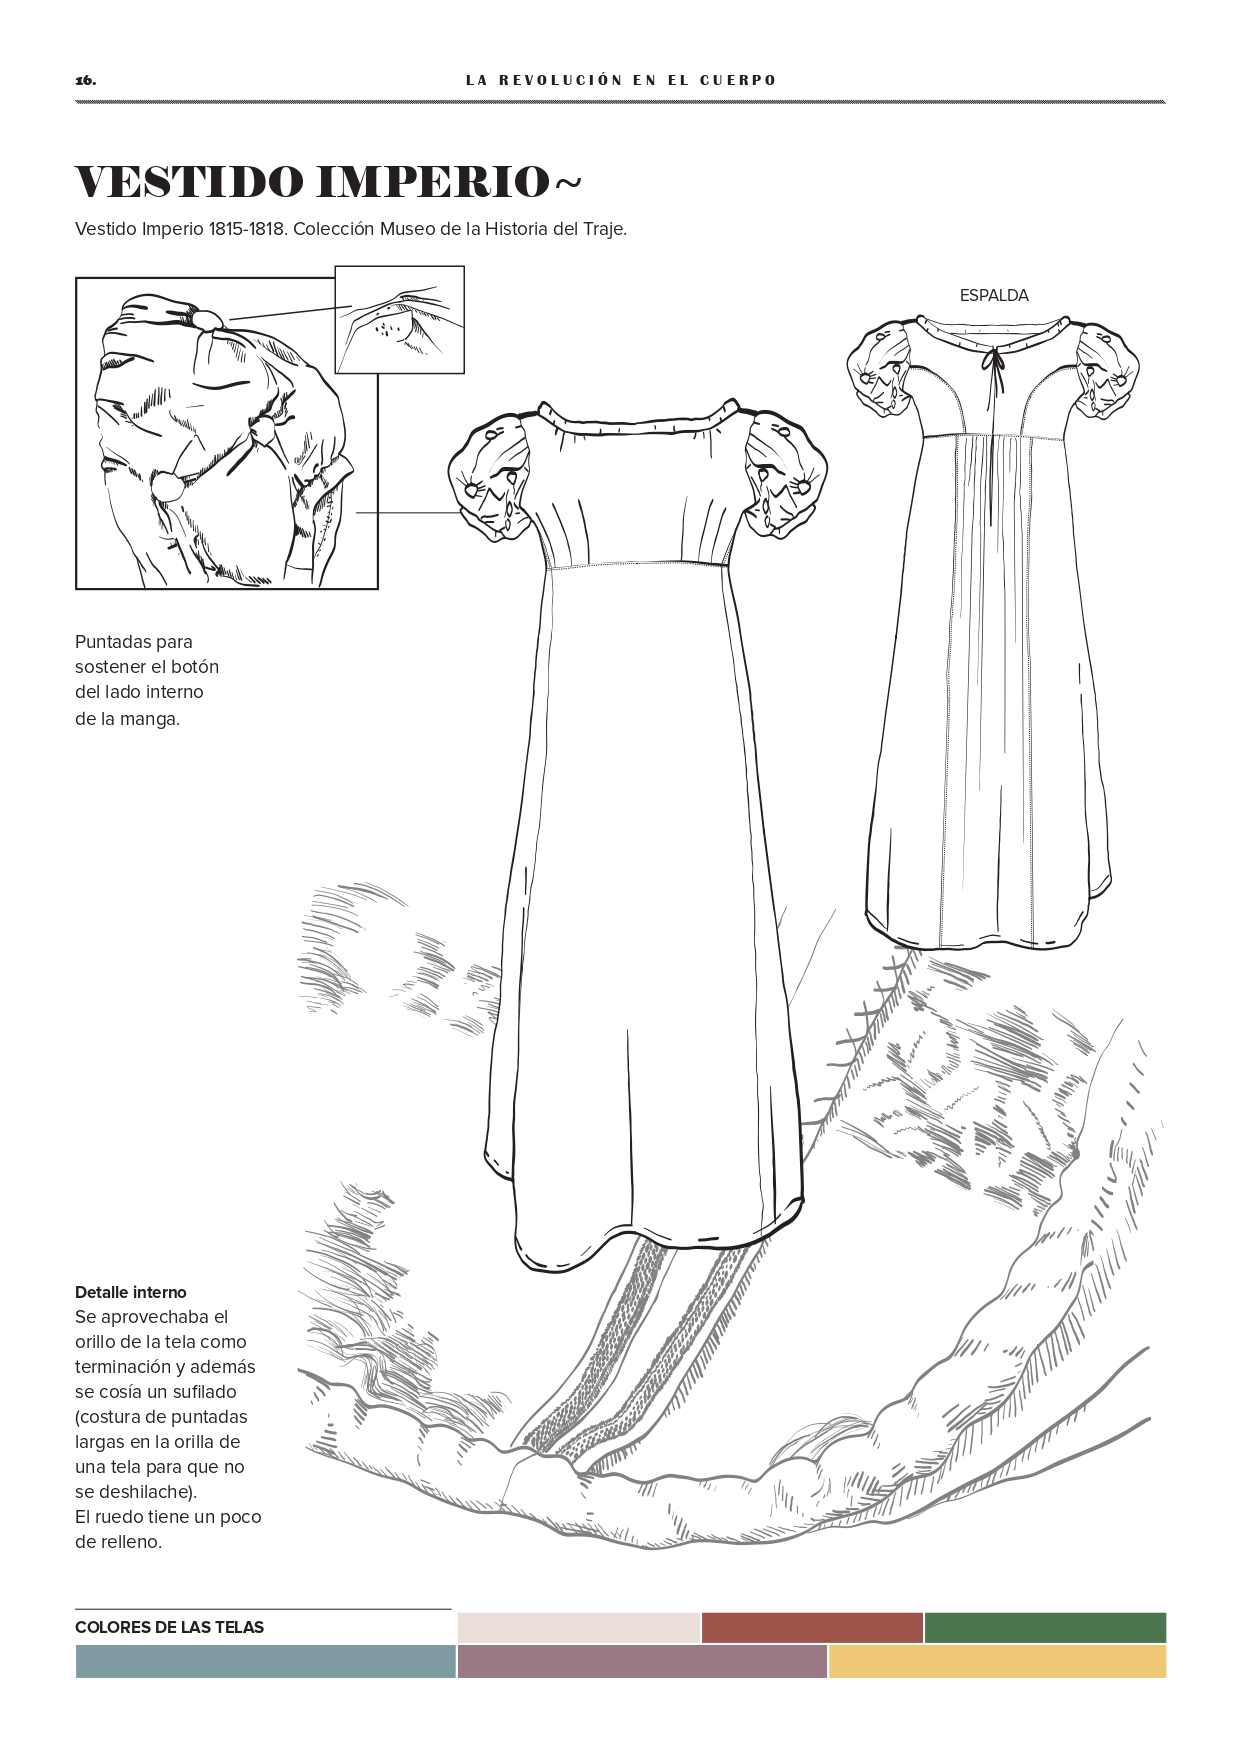 16.
LA REVOLUCIÓN EN EL CUERPO
VESTIDO IMPERIO~
Vestido Imperio 1815-1818. Colección Museo de la Historia del Traje.
ESPALDA
Puntadas para
sostener el botón
del lado interno
de la manga.
Detalle interno
Se aprovechaba el
orillo de la tela como
terminación y además
se cosía un sufilado
(costura de puntadas
largas en la orilla de
una tela para que no
se deshilache).
El ruedo tiene un poco
de relleno.
COLORES DE LAS TELAS